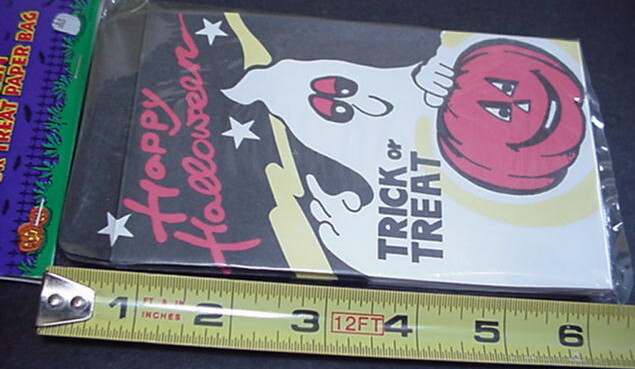 TREAT PAPER BAG
Happy
Halloween
TRICK or
TREAT
1 FT & IN INCHES 2 3 12FT 4 5 6